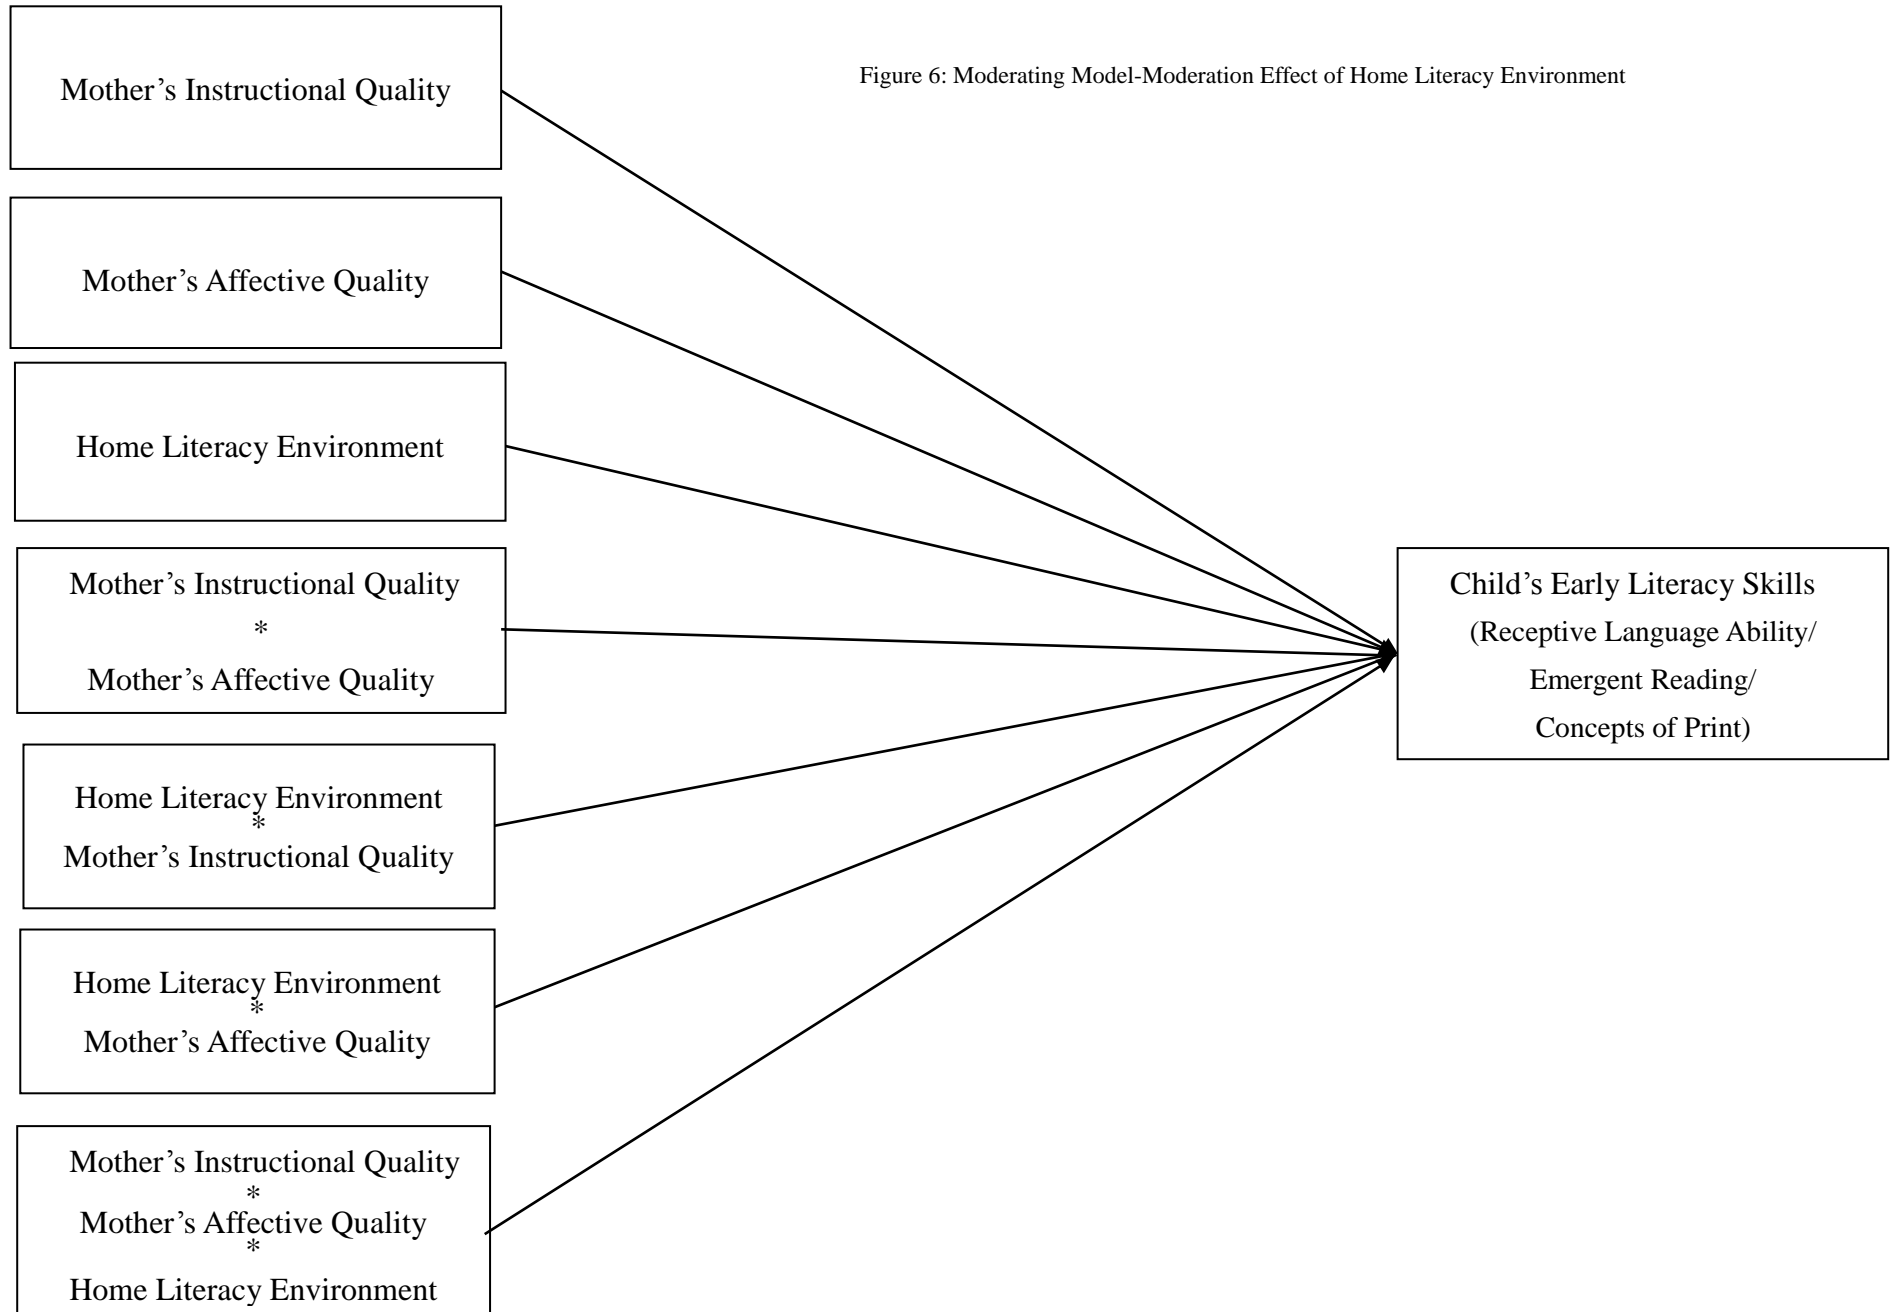 Figure 6: Moderating Model-Moderation Effect of Home Literacy Environment
Mother’s Instructional Quality
Mother’s Affective Quality
Home Literacy Environment
Mother’s Instructional Quality
*
Mother’s Affective Quality
Home Literacy Environment
*
Mother’s Instructional Quality
Home Literacy Environment
*
Mother’s Affective Quality
Mother’s Instructional Quality
*
Mother’s Affective Quality
*
Home Literacy Environment
Child’s Early Literacy Skills
(Receptive Language Ability/
Emergent Reading/
Concepts of Print)